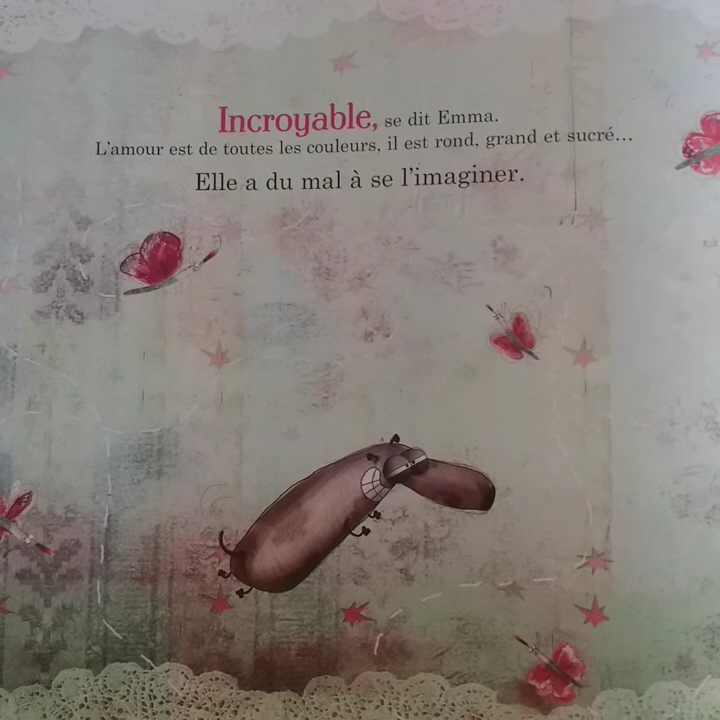 Incroyable, se dit Emma.
L'amour est de toutes les couleurs, il est rond, grand et sucré...
Elle a du mal à se l'imaginer.